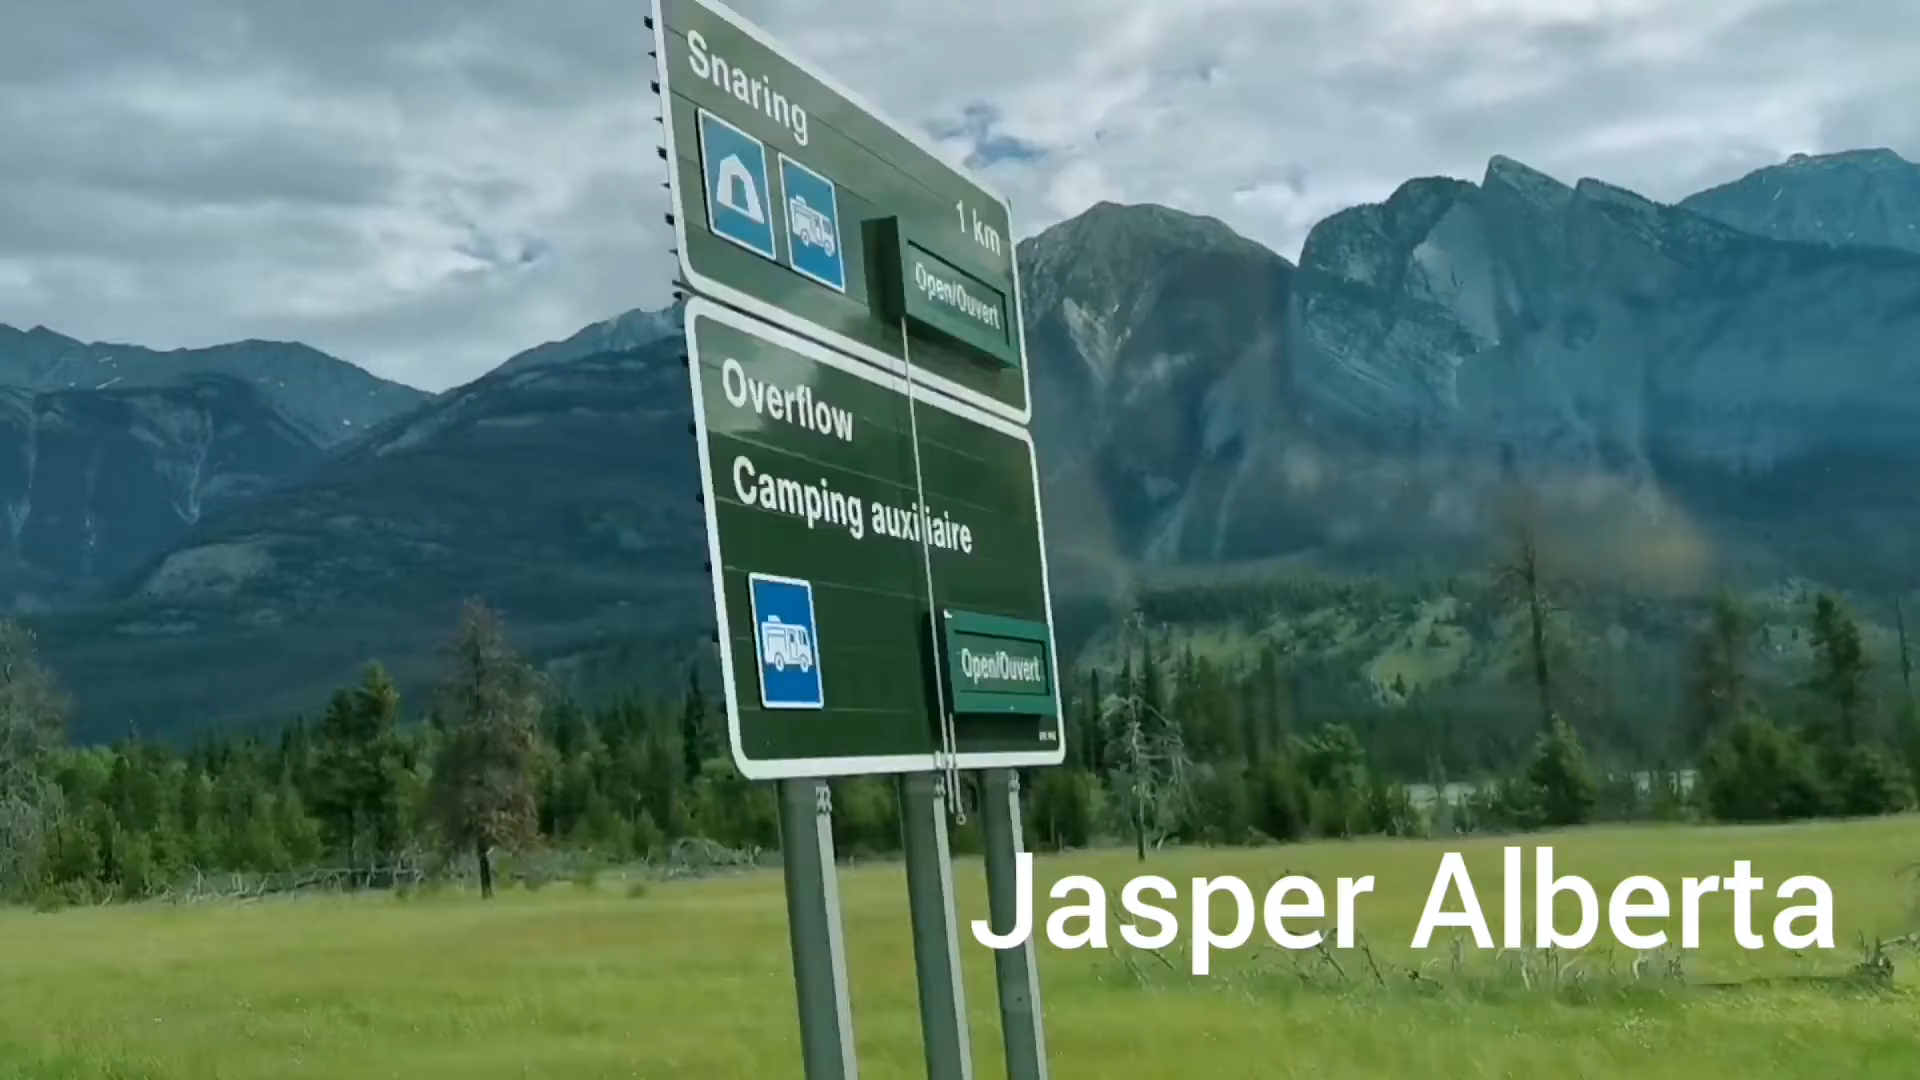 Snaring
1 km
Open/Ouvert
Overflow
Camping auxiliaire
Open/Ouvert
Jasper Alberta